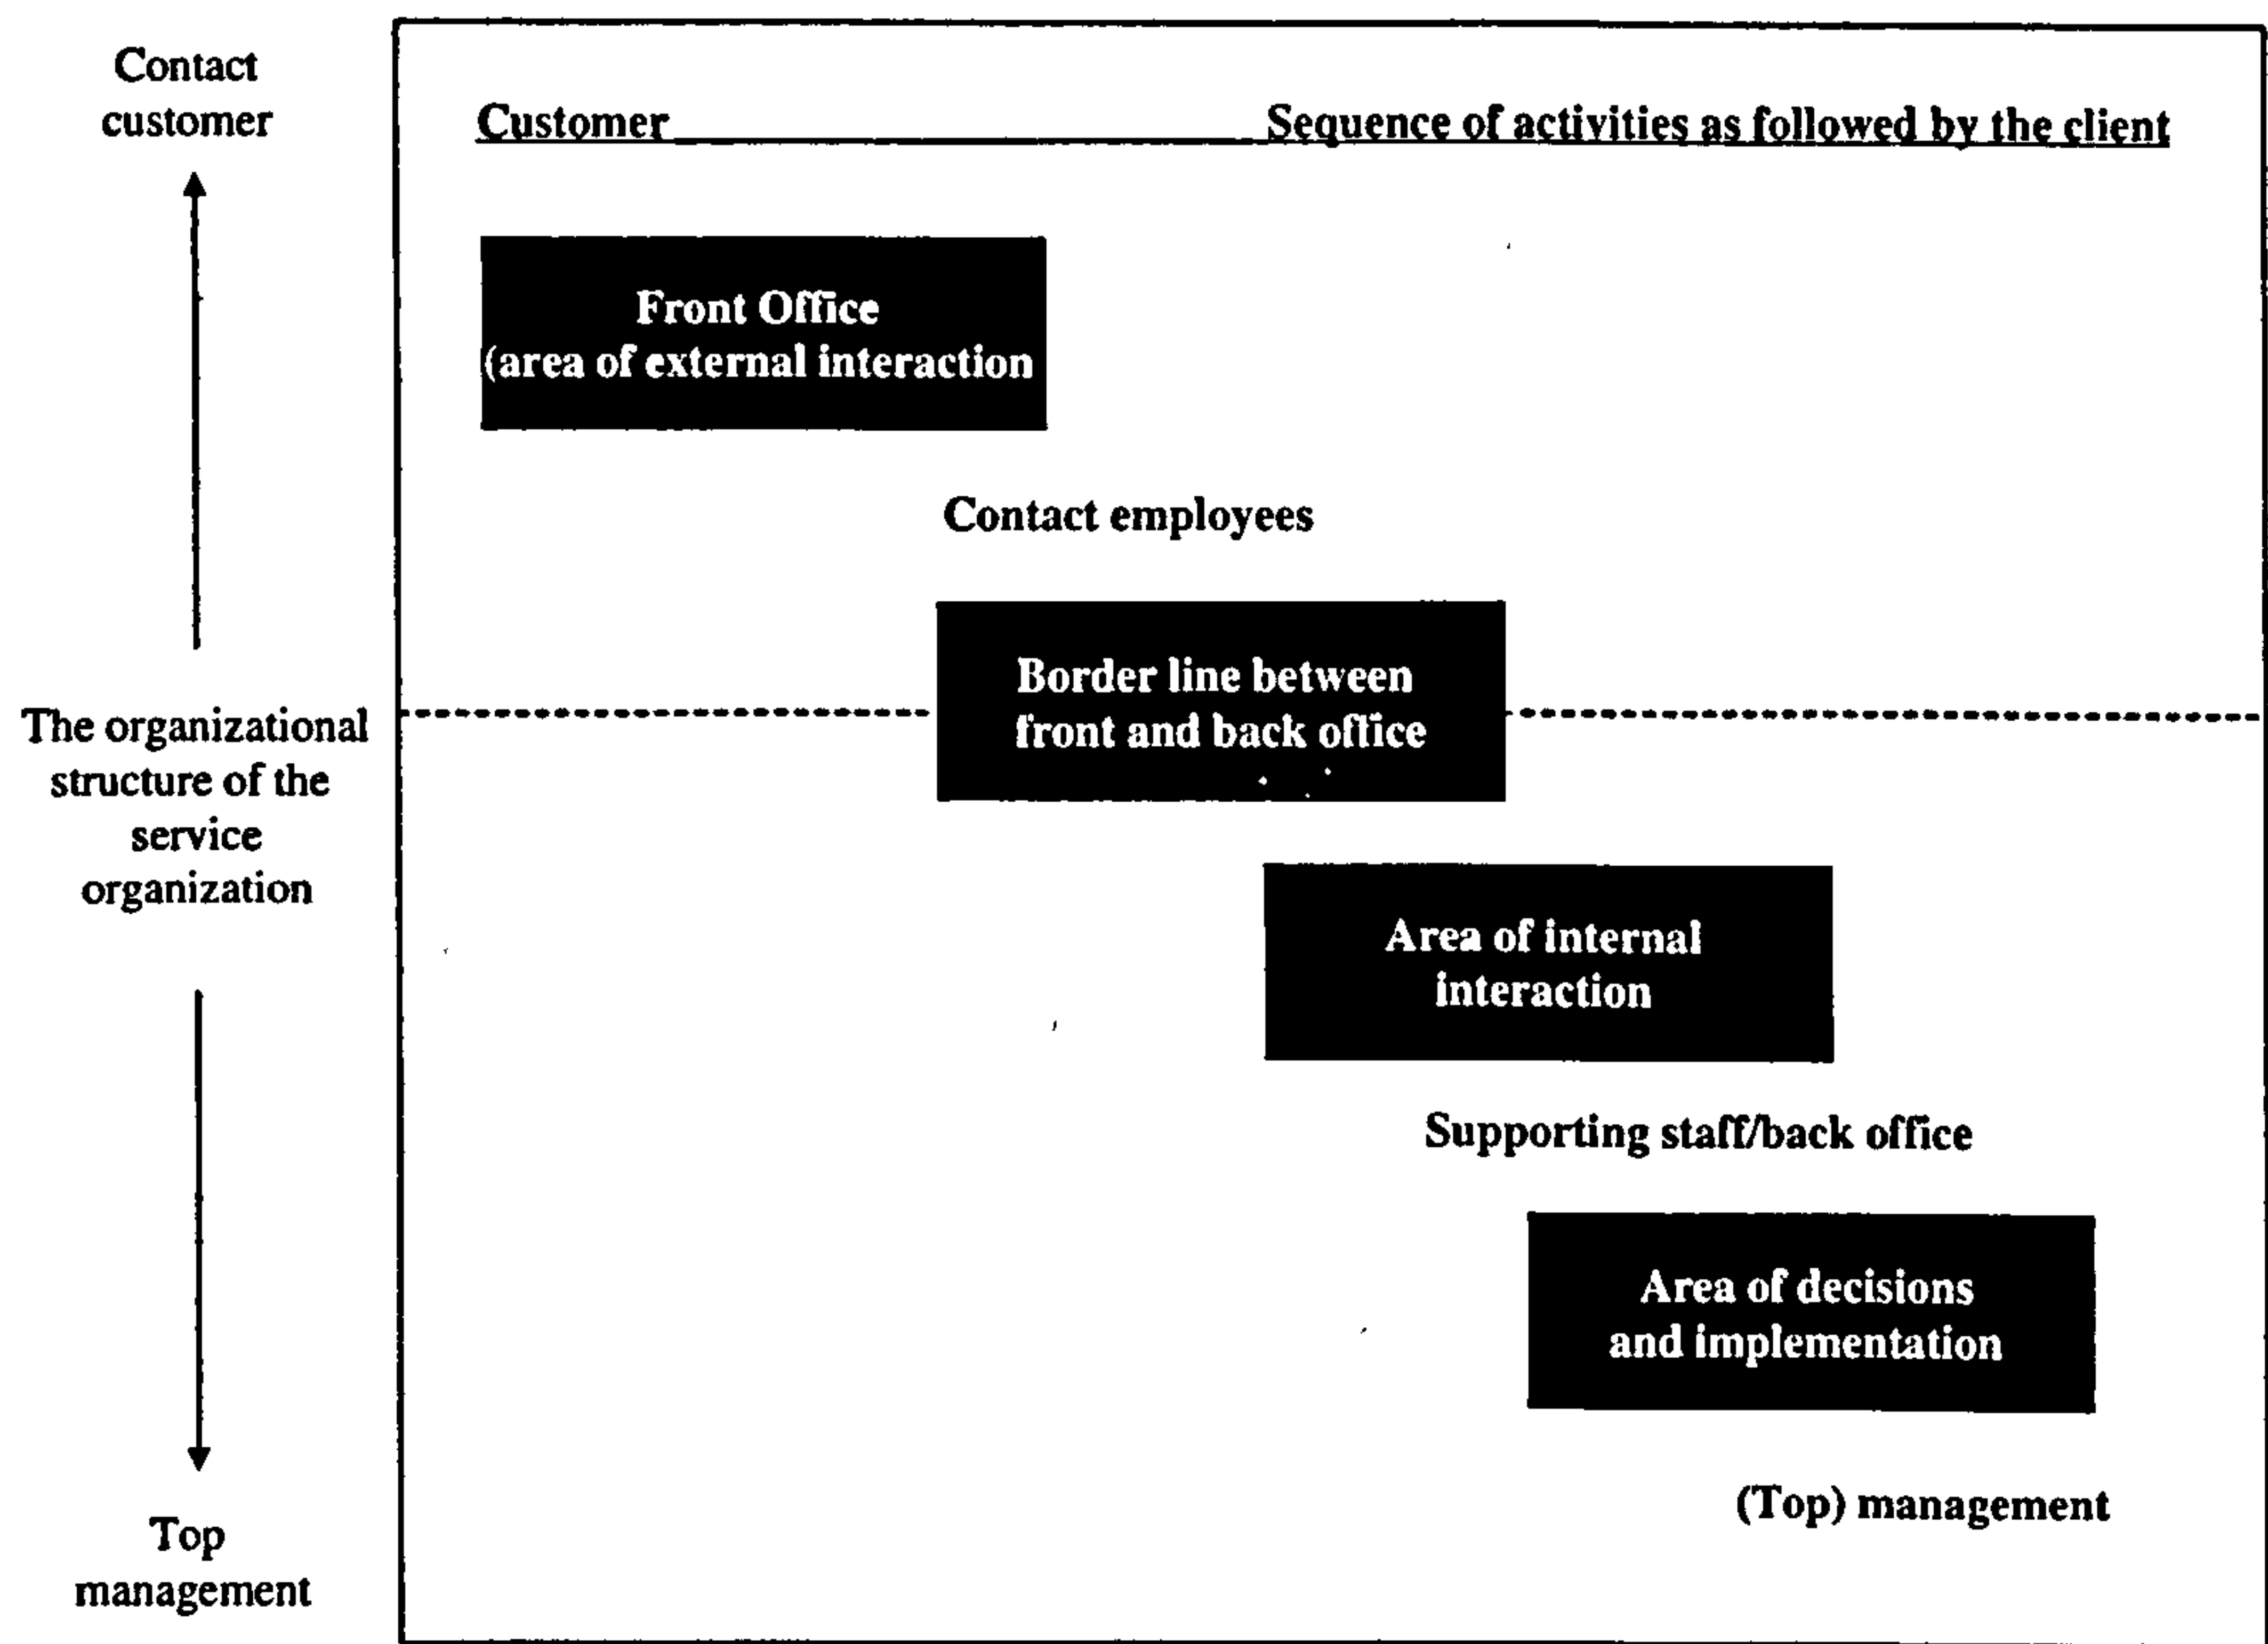 Contact
customer
Customer Sequence of activities as followed by the client
Front Office
(area of external interaction
Contact employees
Border line between
front and back office
The organizational
structure of the
service
organization
Area of internal
interaction
Supporting staff/back office
Area of decisions
and implementation
(Top) management
Top
management